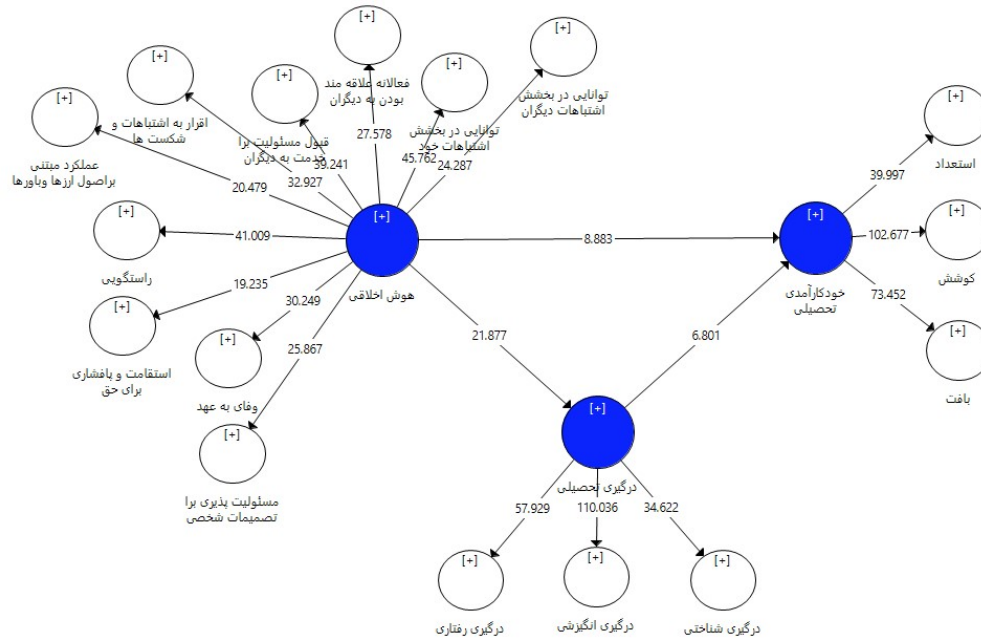 [+]
فعالانه علاقه مند
بودن به دیگران
[+]
توانایی در بخشش
اشتباهات دیگران
[+]
اقرار به اشتباهات و
شکست ها
[+]
قبول مسئولیت برا
خدمت به دیگران
[+]
توانایی در بخشش
اشتباهات خود
[+]
عملکرد مبتنی
براصول ارزها وباورها
[+]
استعداد
27.578
45.762
24.287
39.241
32.927
20.479
39.997
[+]
راستگویی
41.009
[+]
هوش اخلاقی
8.883
[+]
خودکارآمدی
تحصیلی
102.677
[+]
کوشش
19.235
30.249
25.867
73.452
[+]
استقامت و پافشاری
برای حق
[+]
وفای به عهد
21.877
6.801
[+]
بافت
[+]
مسئولیت پذیری برا
تصمیمات شخصی
[+]
درگیری تحصیلی
57.929
110.036
34.622
[+]
درگیری رفتاری
[+]
درگیری انگیزشی
[+]
درگیری شناختی